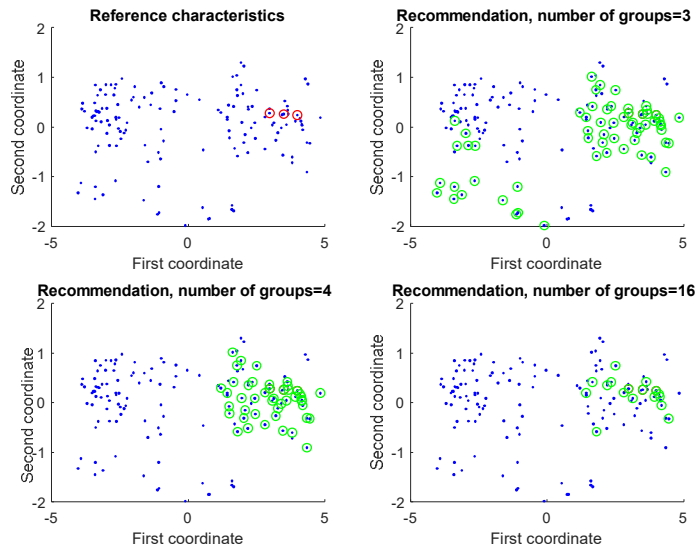 Reference characteristics
2
1
0
-1
-2
-5
0
5
Second coordinate
First coordinate
Recommendation, number of groups=3
2
1
0
-1
-2
-5
0
5
Second coordinate
First coordinate
Recommendation, number of groups=4
2
1
0
-1
-2
-5
0
5
Second coordinate
First coordinate
Recommendation, number of groups=16
2
1
0
-1
-2
-5
0
5
Second coordinate
First coordinate